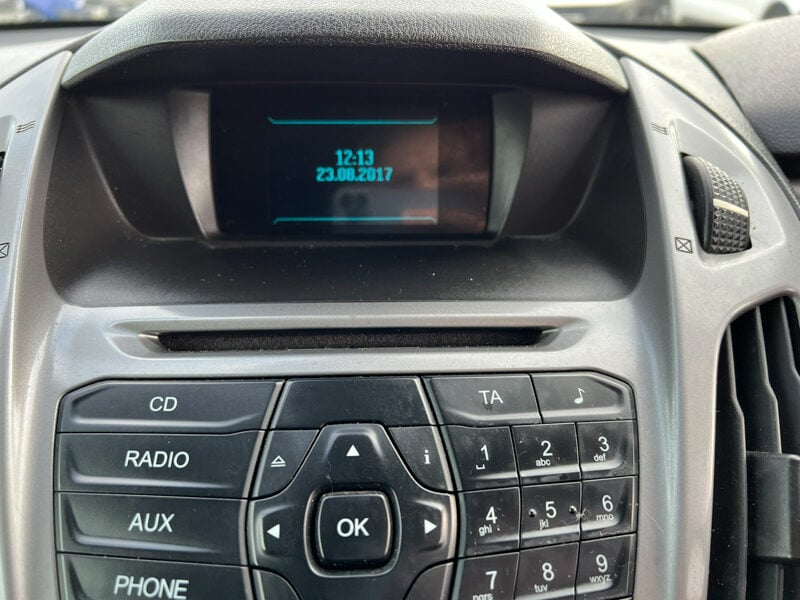 12:13
23.08.2017
CD
TA
RADIO
i
1
2
abc
3
def
AUX
OK
4
ghi
5
jkl
6
mno
PHONE
7
pqrs
8
tuv
9
wxyz